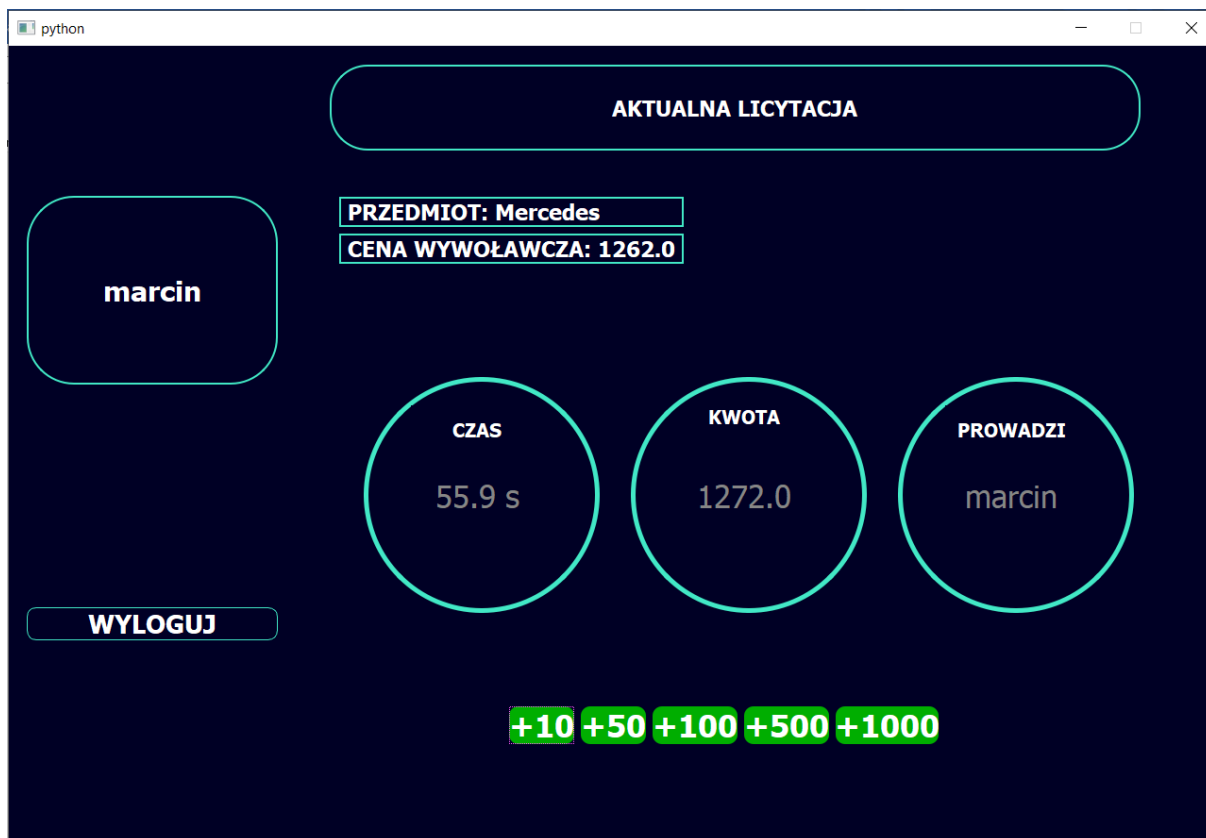 python
AKTUALNA LICYTACJA
PRZEDMIOT: Mercedes
CENA WYWOŁAWCZA: 1262.0
marcin
CZAS
55.9 s
KWOTA
1272.0
PROWADZI
marcin
WYLOGUJ
+10 +50 +100 +500 +1000